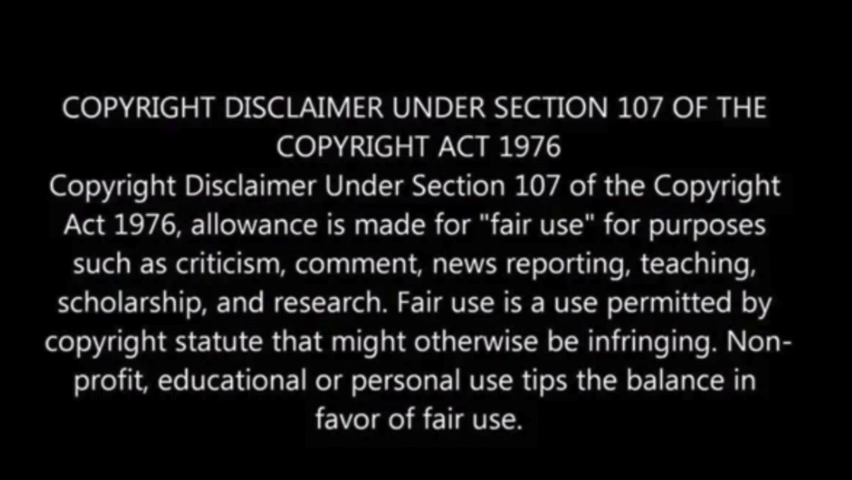 COPYRIGHT DISCLAIMER UNDER SECTION 107 OF THE
COPYRIGHT ACT 1976
Copyright Disclaimer Under Section 107 of the Copyright
Act 1976, allowance is made for "fair use" for purposes
such as criticism, comment, news reporting, teaching,
scholarship, and research. Fair use is a use permitted by
copyright statute that might otherwise be infringing. Non-
profit, educational or personal use tips the balance in
favor of fair use.